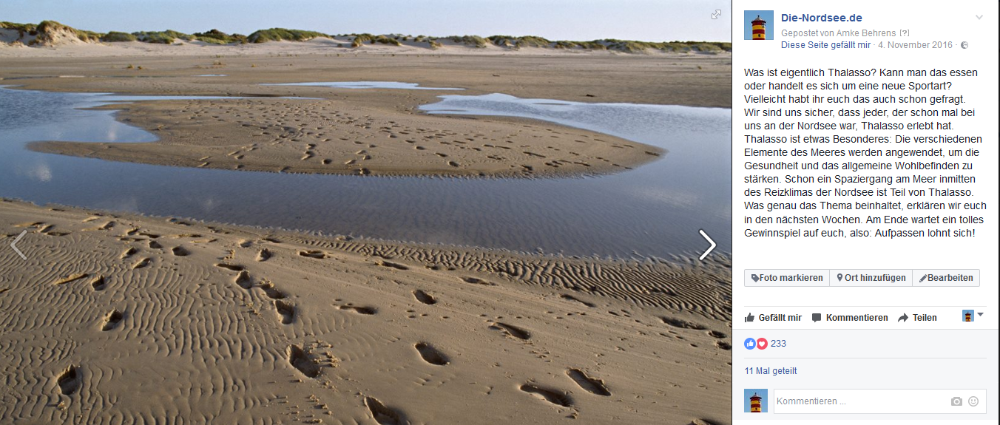 Die-Nordsee.de
Gepostet von Amke Behrens [?]
Diese Seite gefällt mir · 4. November 2016 ·
Was ist eigentlich Thalasso? Kann man das essen
oder handelt es sich um eine neue Sportart?
Vielleicht habt ihr euch das auch schon gefragt.
Wir sind uns sicher, dass jeder, der schon mal bei
uns an der Nordsee war, Thalasso erlebt hat.
Thalasso ist etwas Besonderes: Die verschiedenen
Elemente des Meeres werden angewendet, um die
Gesundheit und das allgemeine Wohlbefinden zu
stärken. Schon ein Spaziergang am Meer inmitten
des Reizklimas der Nordsee ist Teil von Thalasso.
Was genau das Thema beinhaltet, erklären wir euch
in den nächsten Wochen. Am Ende wartet ein tolles
Gewinnspiel auf euch, also: Aufpassen lohnt sich!
Foto markieren Ort hinzufügen Bearbeiten
Gefällt mir Kommentieren Teilen
233
11 Mal geteilt
Kommentieren ...